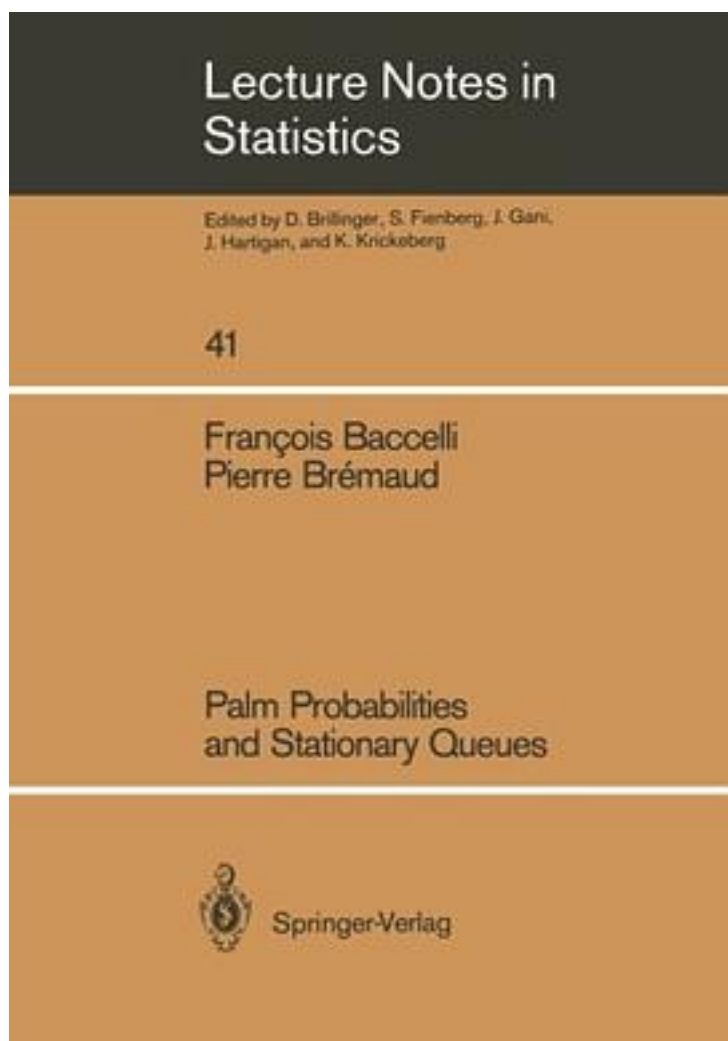 Lecture Notes in
Statistics
Edited by D. Brillinger, S. Fienberg, J. Gani,
J. Hartigan, and K. Krickeberg
41
François Baccelli
Pierre Brémaud
Palm Probabilities
and Stationary Queues
Springer-Verlag